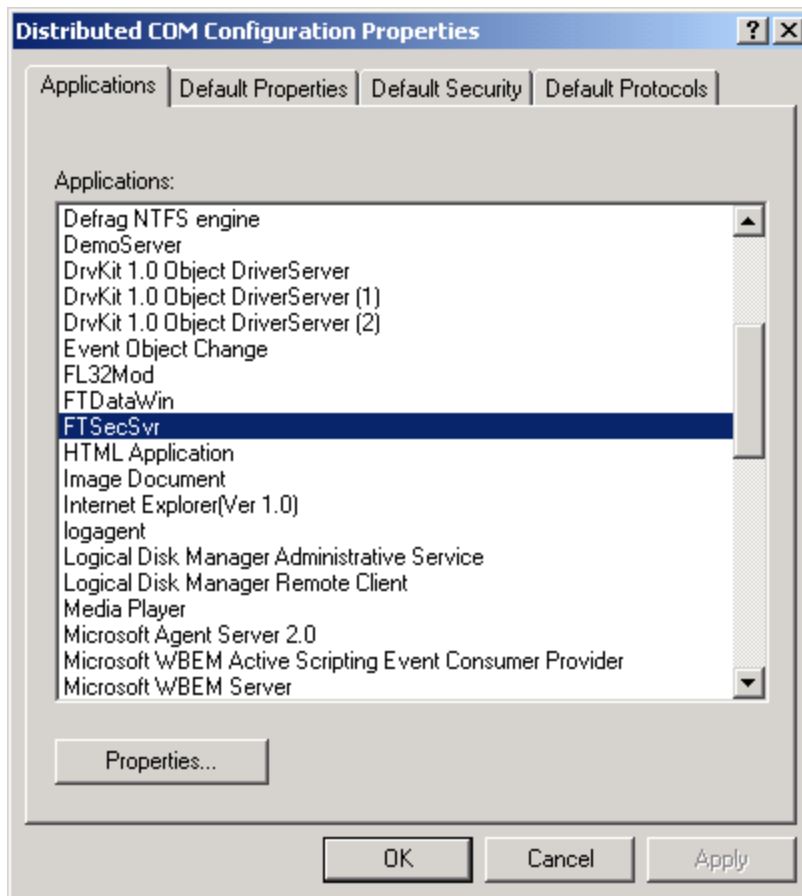 Distributed COM Configuration Properties
Applications Default Properties Default Security Default Protocols
Applications:
Defrag NTFS engine
DemoServer
DrvKit 1.0 Object DriverServer
DrvKit 1.0 Object DriverServer (1)
DrvKit 1.0 Object DriverServer (2)
Event Object Change
FL32Mod
FTDataWin
FTSecSvr
HTML Application
Image Document
Internet Explorer(Ver 1.0)
logagent
Logical Disk Manager Administrative Service
Logical Disk Manager Remote Client
Media Player
Microsoft Agent Server 2.0
Microsoft WBEM Active Scripting Event Consumer Provider
Microsoft WBEM Server
Properties...
OK Cancel Apply